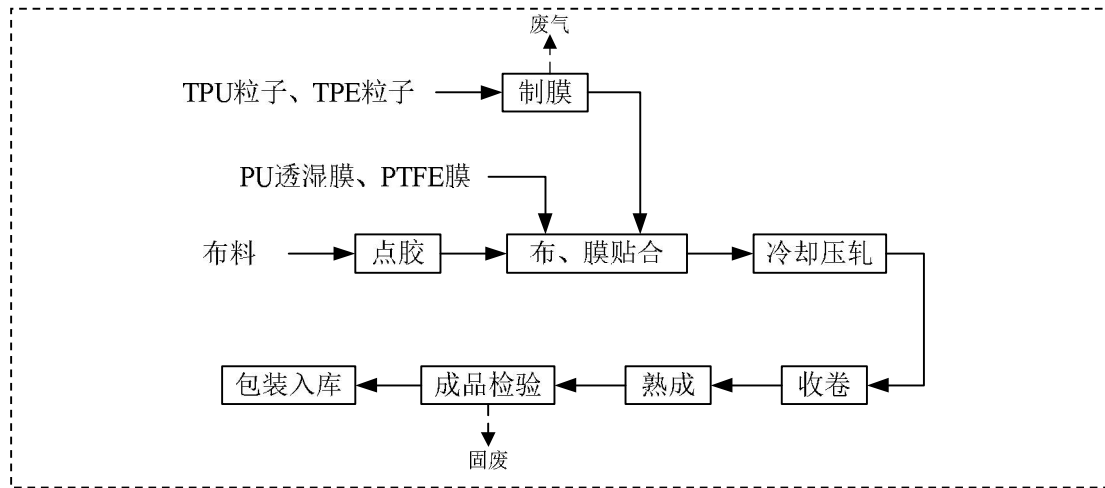 废气
TPU粒子、TPE粒子
制膜
PU透湿膜、PTFE膜
布料
点胶
布、膜贴合
冷却压轧
包装入库
成品检验
熟成
收卷
固废